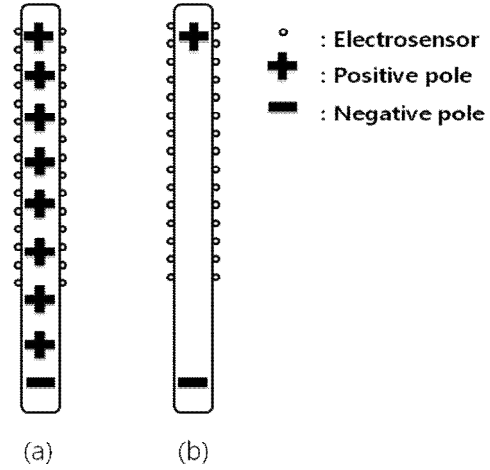 : Electrosensor
: Positive pole
: Negative pole
(a) (b)